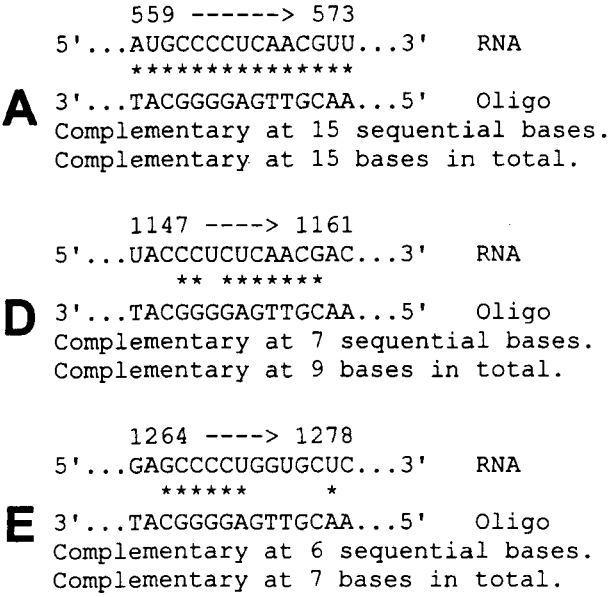 559 ------> 573
5'...AUGCCCCUCAACGUU...3' RNA
***************
A 3'...TACGGGGAGTTGCAA...5' Oligo
Complementary at 15 sequential bases.
Complementary at 15 bases in total.
1147 ----> 1161
5'...UACCCUCUCAACGAC...3' RNA
** *******
D 3'...TACGGGGAGTTGCAA...5' Oligo
Complementary at 7 sequential bases.
Complementary at 9 bases in total.
1264 ----> 1278
5'...GAGCCCCUGGUGCUC...3' RNA
****** *
E 3'...TACGGGGAGTTGCAA...5' Oligo
Complementary at 6 sequential bases.
Complementary at 7 bases in total.